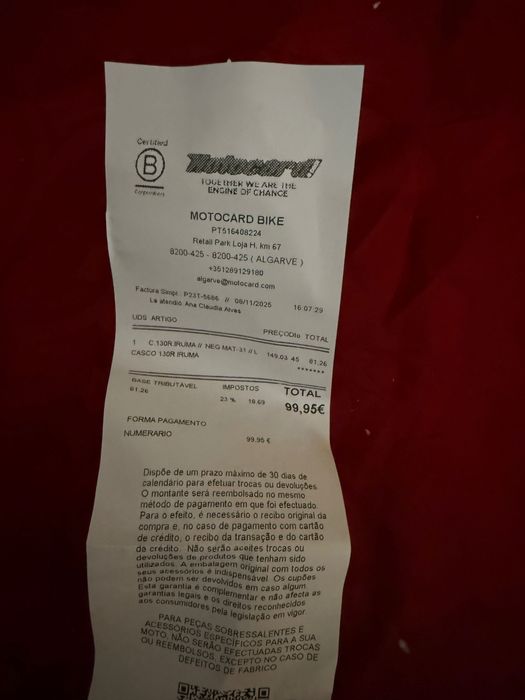 Certified
B
Corporation
Motocard!
TOGETHER WE ARE THE
ENGINE OF CHANGE
MOTOCARD BIKE
PT516408224
Retail Park Loja H, km 67
8200-425 - 8200-425 ( ALGARVE )
+351289129180
algarve@motocard.com
Factura Simpl.: P231-5686 // 08/11/2025 16:07:29
Le atendió: Ana Claudia Alves
UDS ARTIGO PREÇO Dto TOTAL
1 C.130R.IRUMA // NEG MAT- 31 // L 149.03 45 81.26
CASCO 130R IRUMA *******
BASE TRIBUTAVEL IMPOSTOS TOTAL
81.26 23 % 18.69 99,95€
FORMA PAGAMENTO
NUMERARIO 99.95 €
Dispõe de um prazo máximo de 30 dias de
calendário para efetuar trocas ou devoluções.
O montante será reembolsado no mesmo
método de pagamento em que foi efectuado.
Para o efeito, é necessário o recibo original da
compra e, no caso de pagamento com cartão
de crédito, o recibo da transação e do cartão
de crédito. Não serão aceites trocas ou
devoluções de produtos que tenham sido
utilizados. A embalagem original com todos os
seus acessórios é indispensável. Os cupões
não podem ser devolvidos em caso algum.
Esta garantia é complementar e não afecta as
garantias legais e os direitos reconhecidos
aos consumidores pela legislação em vigor.
PARA PEÇAS SOBRESSALENTES E
ACESSÓRIOS ESPECÍFICOS PARA A SUA
MOTO, NÃO SERÃO EFECTUADAS TROCAS
OU REEMBOLSOS, EXCEPTO NO CASO DE
DEFEITOS DE FABRICO